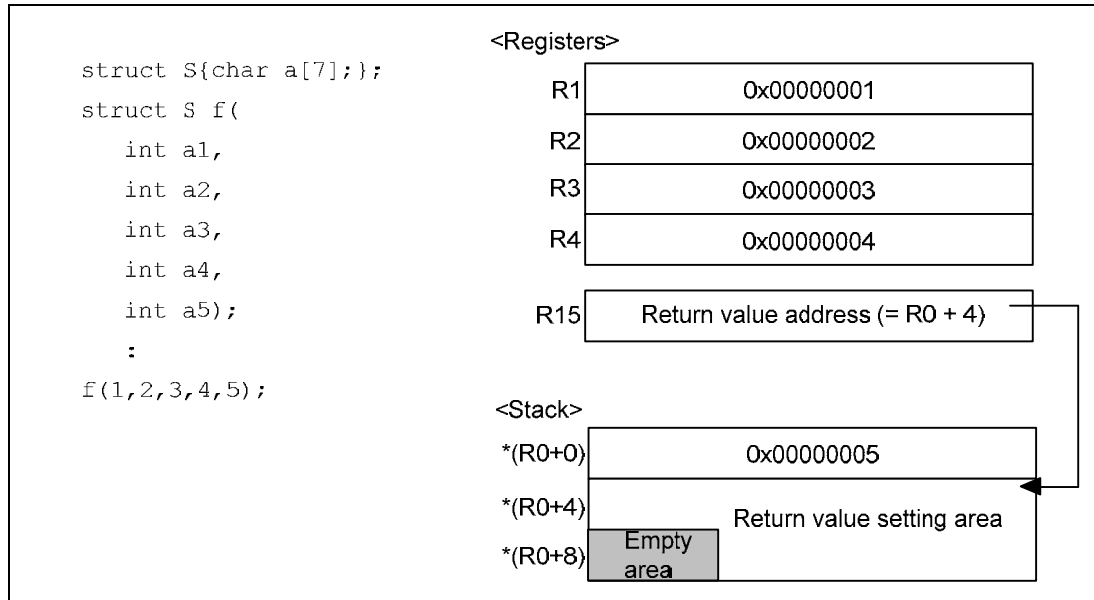 struct S{char a[7];};
struct S f(
int a1,
int a2,
int a3,
int a4,
int a5);
:
f(1,2,3,4,5);
<Registers>
R1 0x00000001
R2 0x00000002
R3 0x00000003
R4 0x00000004
R15 Return value address (= R0 + 4)
<Stack>
*(R0+0) 0x00000005
*(R0+4)
Return value setting area
*(R0+8) Empty
area